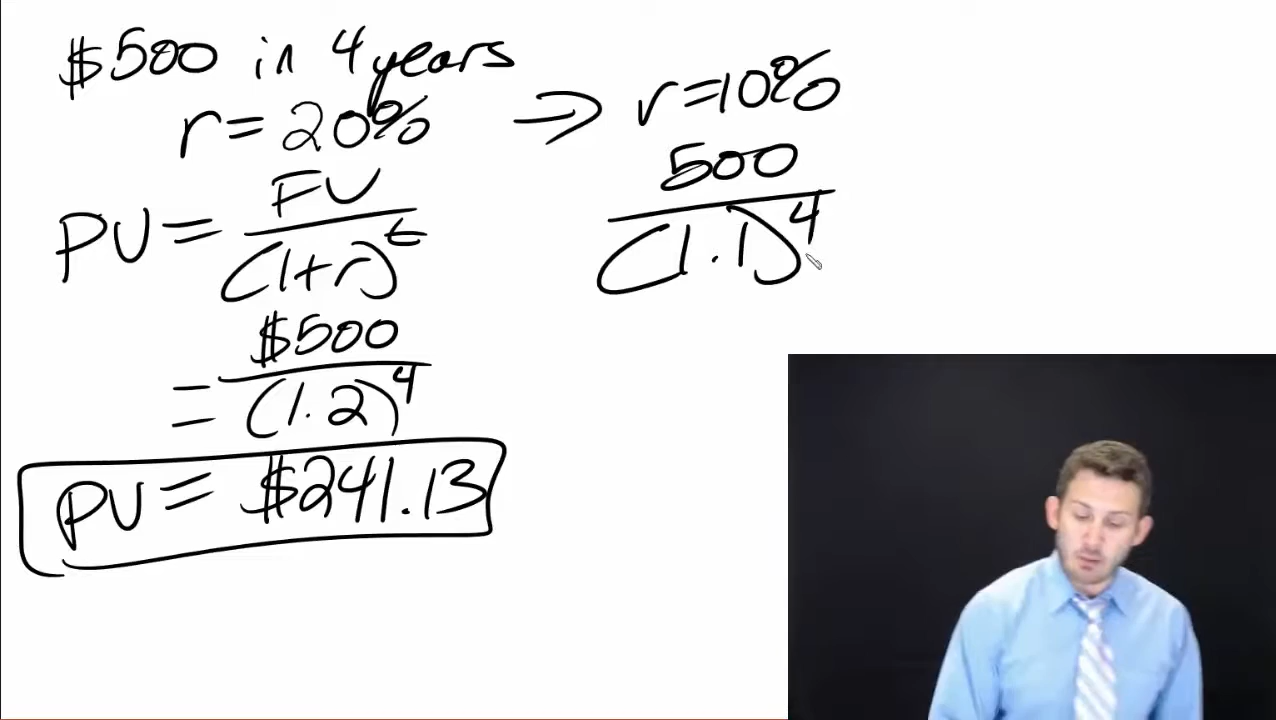 $500 in 4 years
r = 20%
PV = FV / (1+r)^t
= $500 / (1.2)^4
PV = $241.13
⇒ r = 10%
500 / (1.1)^4